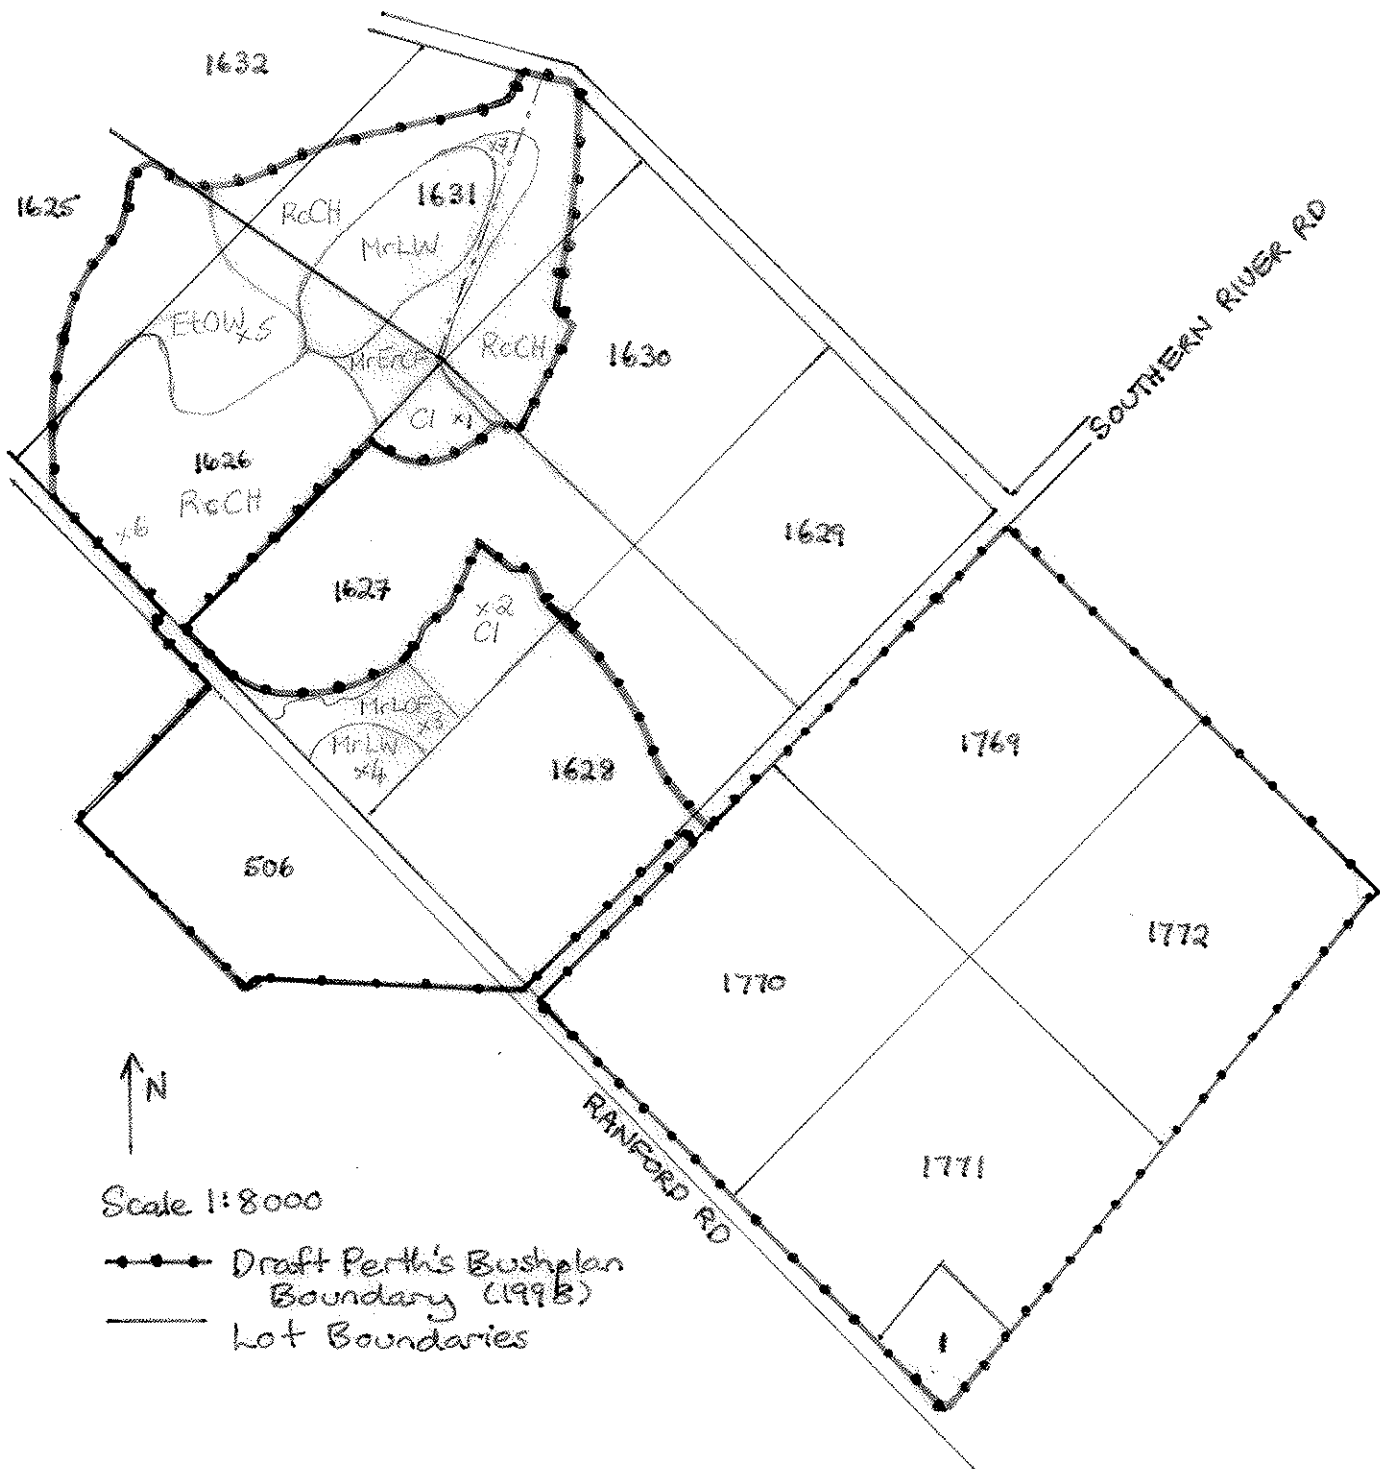 1632
1625
1631
x7
RcCH
MrLW
SOUTHERN RIVER RD
EtOW x5
RcCH
1630
Cl x1
1626
RcCH
x6
1629
1627
x2
Cl
MrLOF
x3
MrLW
x4
1628
1769
506
1772
1770
N
RANFORD RD
1771
Scale 1:8000
Draft Perth's Bushplan
Boundary (1998)
Lot Boundaries
1